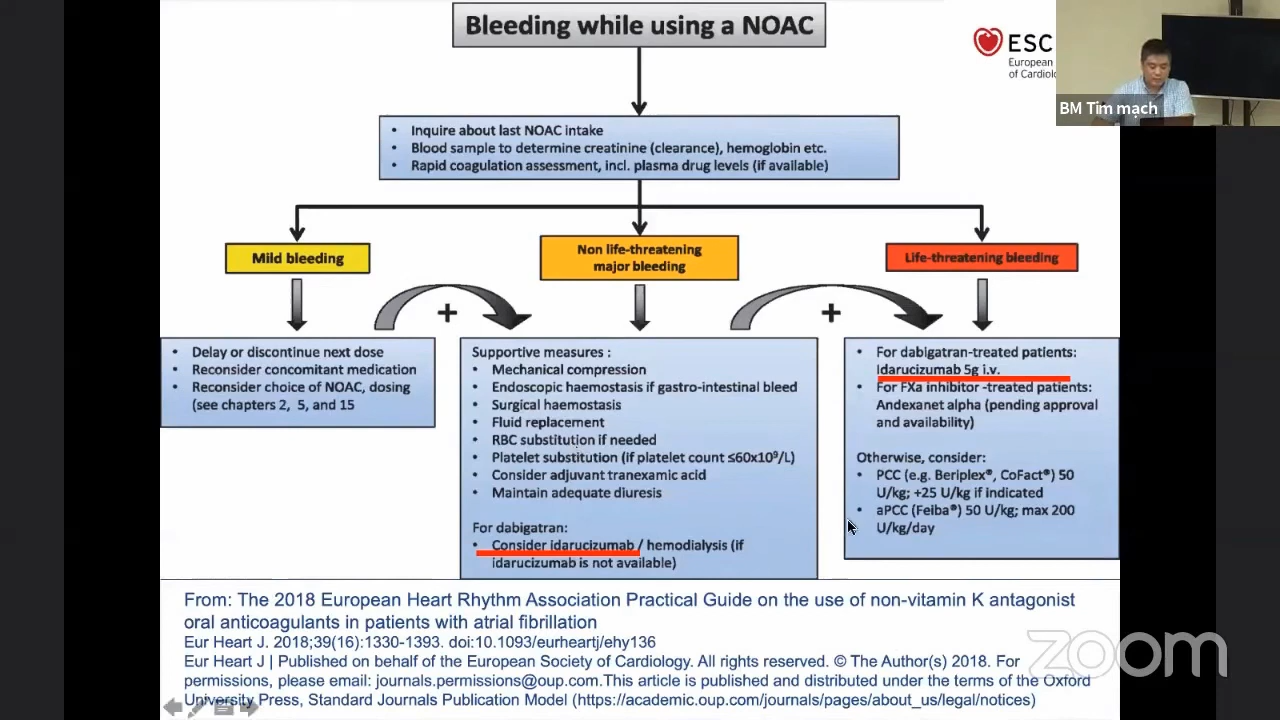 Bleeding while using a NOAC
ESC
European
of Cardiolo
BM Tim mạch
• Inquire about last NOAC intake
• Blood sample to determine creatinine (clearance), hemoglobin etc.
• Rapid coagulation assessment, incl. plasma drug levels (if available)
Mild bleeding
Non life-threatening
major bleeding
Life-threatening bleeding
+
+
• Delay or discontinue next dose
• Reconsider concomitant medication
• Reconsider choice of NOAC, dosing
(see chapters 2, 5, and 15
Supportive measures :
• Mechanical compression
• Endoscopic haemostasis if gastro-intestinal bleed
• Surgical haemostasis
• Fluid replacement
• RBC substitution if needed
• Platelet substitution (if platelet count ≤60x10⁹/L)
• Consider adjuvant tranexamic acid
• Maintain adequate diuresis
For dabigatran:
• Consider idarucizumab / hemodialysis (if
idarucizumab is not available)
• For dabigatran-treated patients:
Idarucizumab 5g i.v.
• For FXa inhibitor -treated patients:
Andexanet alpha (pending approval
and availability)
Otherwise, consider:
• PCC (e.g. Beriplex®, CoFact®) 50
U/kg; +25 U/kg if indicated
• aPCC (Feiba®) 50 U/kg; max 200
U/kg/day
From: The 2018 European Heart Rhythm Association Practical Guide on the use of non-vitamin K antagonist
oral anticoagulants in patients with atrial fibrillation
Eur Heart J. 2018;39(16):1330-1393. doi:10.1093/eurheartj/ehy136
Eur Heart J | Published on behalf of the European Society of Cardiology. All rights reserved. © The Author(s) 2018. For
permissions, please email: journals.permissions@oup.com.This article is published and distributed under the terms of the Oxford
University Press, Standard Journals Publication Model (https://academic.oup.com/journals/pages/about_us/legal/notices)
zoom